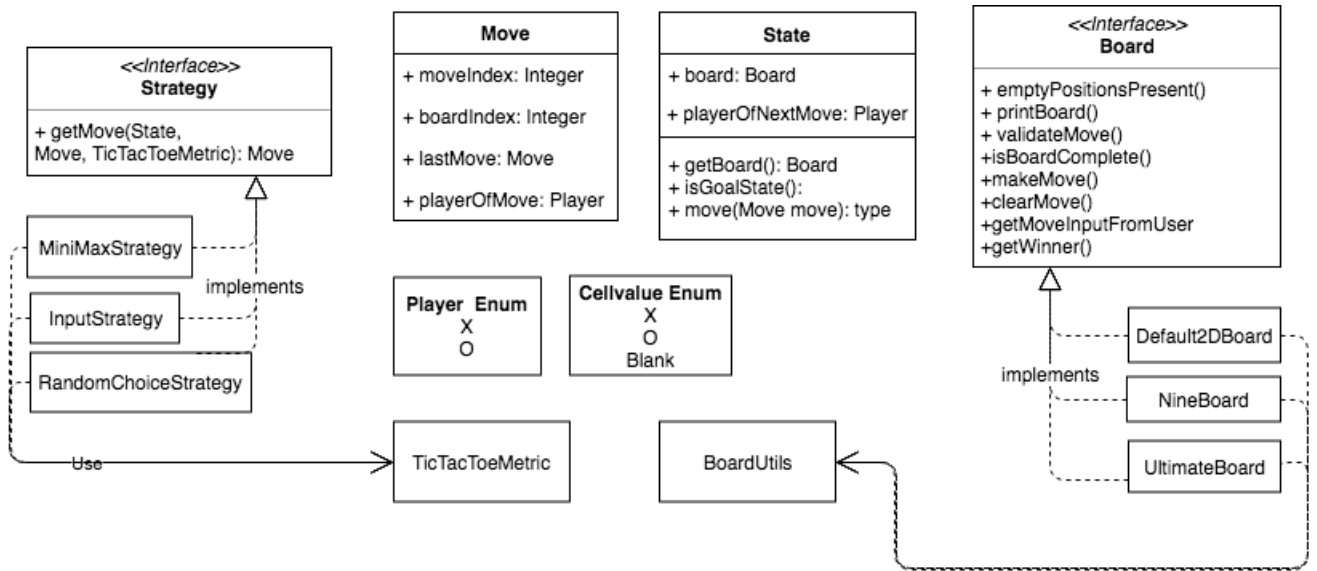 <<Interface>>
Strategy
+ getMove(State,
Move, TicTacToeMetric): Move
MiniMaxStrategy
implements
InputStrategy
RandomChoiceStrategy
Use
Move
+ moveIndex: Integer
+ boardIndex: Integer
+ lastMove: Move
+ playerOfMove: Player
State
+ board: Board
+ playerOfNextMove: Player
+ getBoard(): Board
+ isGoalState():
+ move(Move move): type
Player Enum
X
O
Cellvalue Enum
X
O
Blank
TicTacToeMetric
BoardUtils
<<Interface>>
Board
+ emptyPositionsPresent()
+ printBoard()
+ validateMove()
+isBoardComplete()
+makeMove()
+clearMove()
+getMoveInputFromUser
+getWinner()
Default2DBoard
implements
NineBoard
UltimateBoard